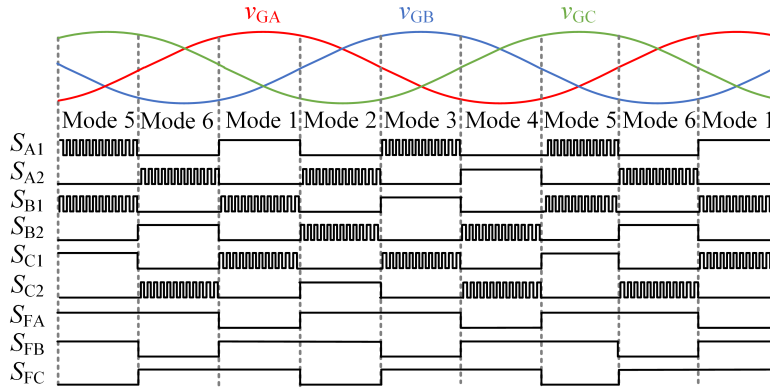 vGA vGB vGC
Mode 5 Mode 6 Mode 1 Mode 2 Mode 3 Mode 4 Mode 5 Mode 6 Mode 1
SA1
SA2
SB1
SB2
SC1
SC2
SFA
SFB
SFC